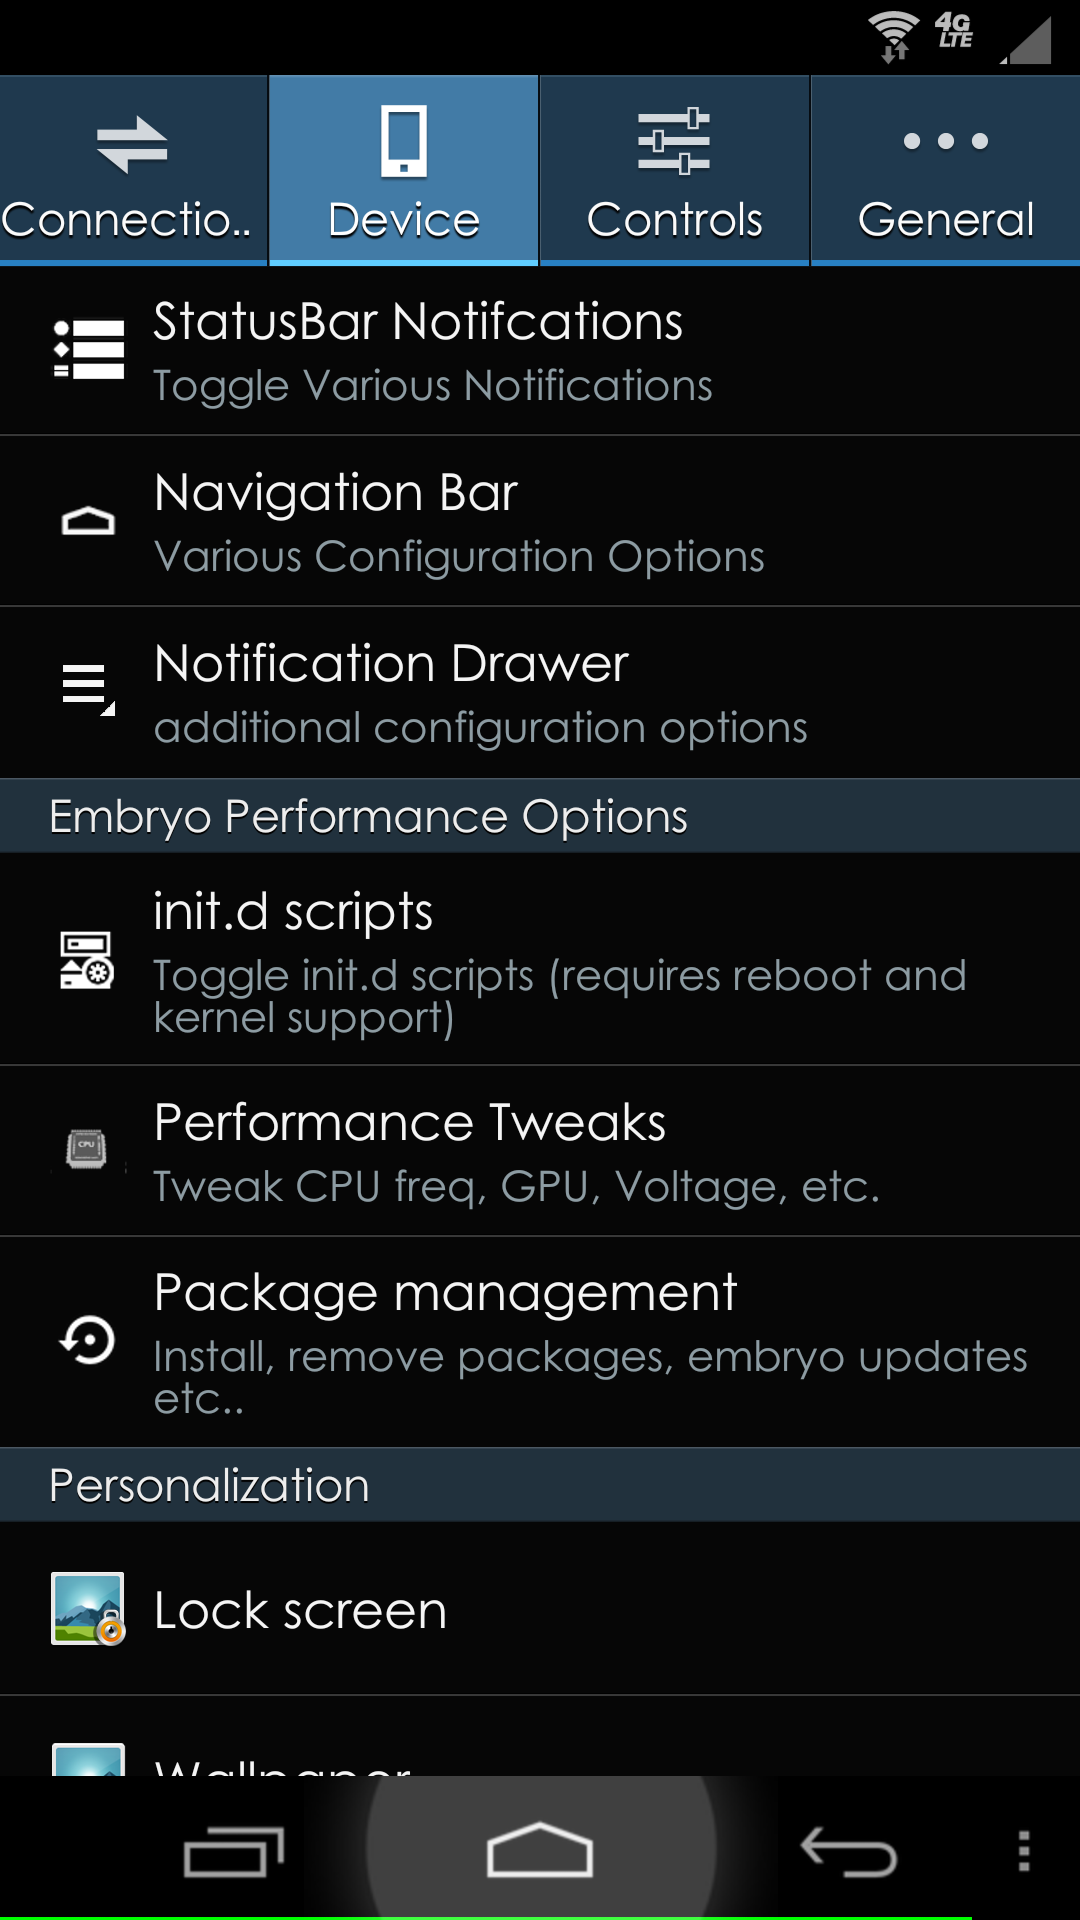 4G
LTE
Connectio..
Device
Controls
General
StatusBar Notifcations
Toggle Various Notifications
Navigation Bar
Various Configuration Options
Notification Drawer
additional configuration options
Embryo Performance Options
init.d scripts
Toggle init.d scripts (requires reboot and
kernel support)
CPU
Performance Tweaks
Tweak CPU freq, GPU, Voltage, etc.
Package management
Install, remove packages, embryo updates
etc..
Personalization
Lock screen
Wallpaper